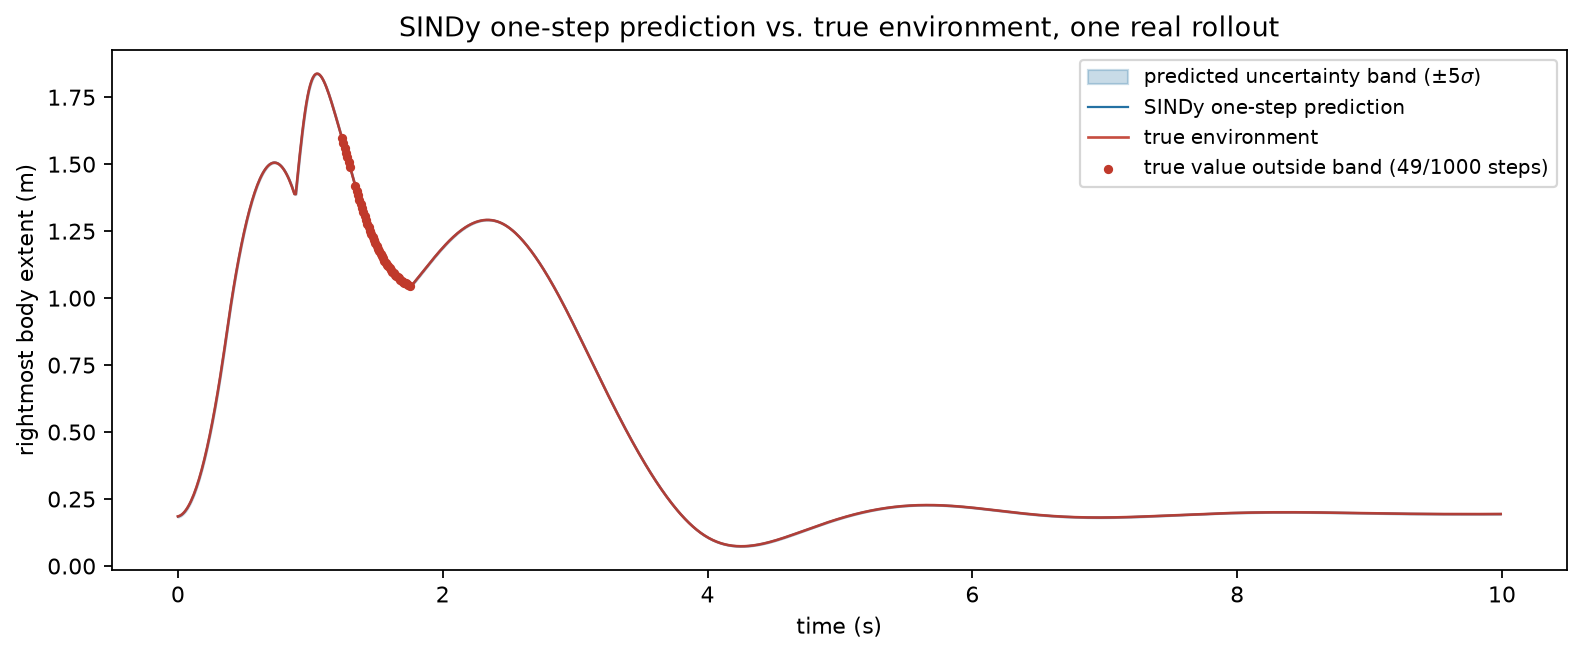 SINDy one-step prediction vs. true environment, one real rollout
predicted uncertainty band (±5σ)
SINDy one-step prediction
true environment
true value outside band (49/1000 steps)
rightmost body extent (m)
1.75
1.50
1.25
1.00
0.75
0.50
0.25
0.00
0 2 4 6 8 10
time (s)